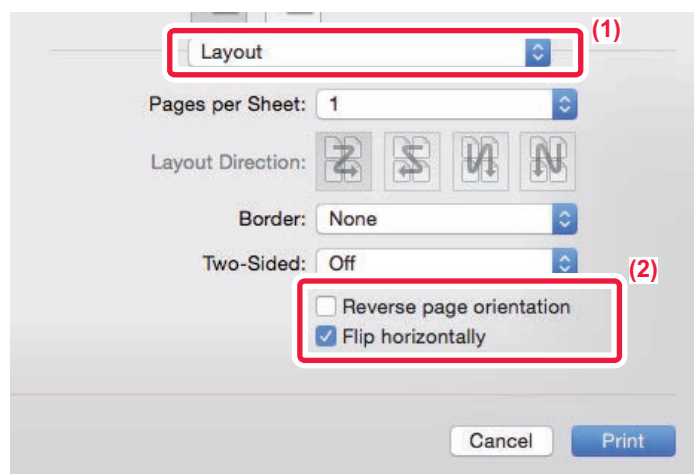 (1)
Layout
Pages per Sheet: 1
Layout Direction:
Border: None
Two-Sided: Off
(2)
Reverse page orientation
Flip horizontally
Cancel Print